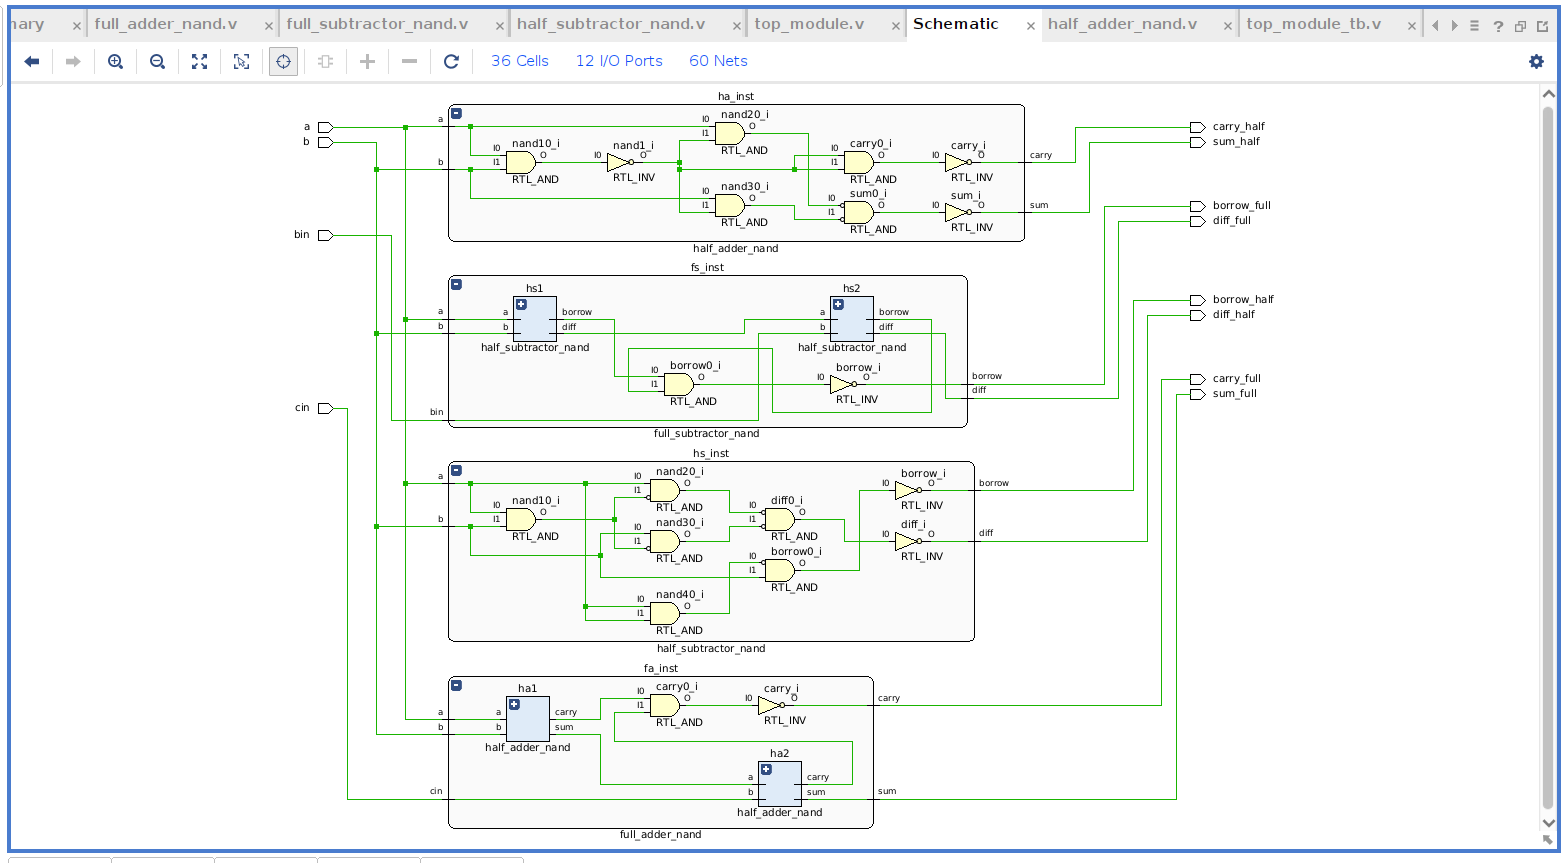 nary full_adder_nand.v × full_subtractor_nand.v × half_subtractor_nand.v × top_module.v × Schematic × half_adder_nand.v × top_module_tb.v × ?
36 Cells 12 I/O Ports 60 Nets
a
b
bin
cin
ha_inst
a
b
nand10_i
I0
I1
O
RTL_AND
nand1_i
I0
O
RTL_INV
nand20_i
I0
I1
O
RTL_AND
nand30_i
I0
I1
O
RTL_AND
carry0_i
I0
I1
O
RTL_AND
sum0_i
I0
I1
O
RTL_AND
carry_i
I0
O
RTL_INV
sum_i
I0
O
RTL_INV
carry
sum
half_adder_nand
fs_inst
a
b
bin
hs1
a
b
borrow
diff
half_subtractor_nand
hs2
a
b
borrow
diff
half_subtractor_nand
borrow0_i
I0
I1
O
RTL_AND
borrow_i
I0
O
RTL_INV
borrow
diff
full_subtractor_nand
hs_inst
a
b
nand10_i
I0
I1
O
RTL_AND
nand20_i
I0
I1
O
RTL_AND
nand30_i
I0
I1
O
RTL_AND
nand40_i
I0
I1
O
RTL_AND
diff0_i
I0
I1
O
RTL_AND
borrow0_i
I0
I1
O
RTL_AND
borrow_i
I0
O
RTL_INV
diff_i
I0
O
RTL_INV
borrow
diff
half_subtractor_nand
fa_inst
a
b
cin
ha1
a
b
carry
sum
half_adder_nand
carry0_i
I0
I1
O
RTL_AND
carry_i
I0
O
RTL_INV
ha2
a
b
carry
sum
half_adder_nand
carry
sum
full_adder_nand
carry_half
sum_half
borrow_full
diff_full
borrow_half
diff_half
carry_full
sum_full